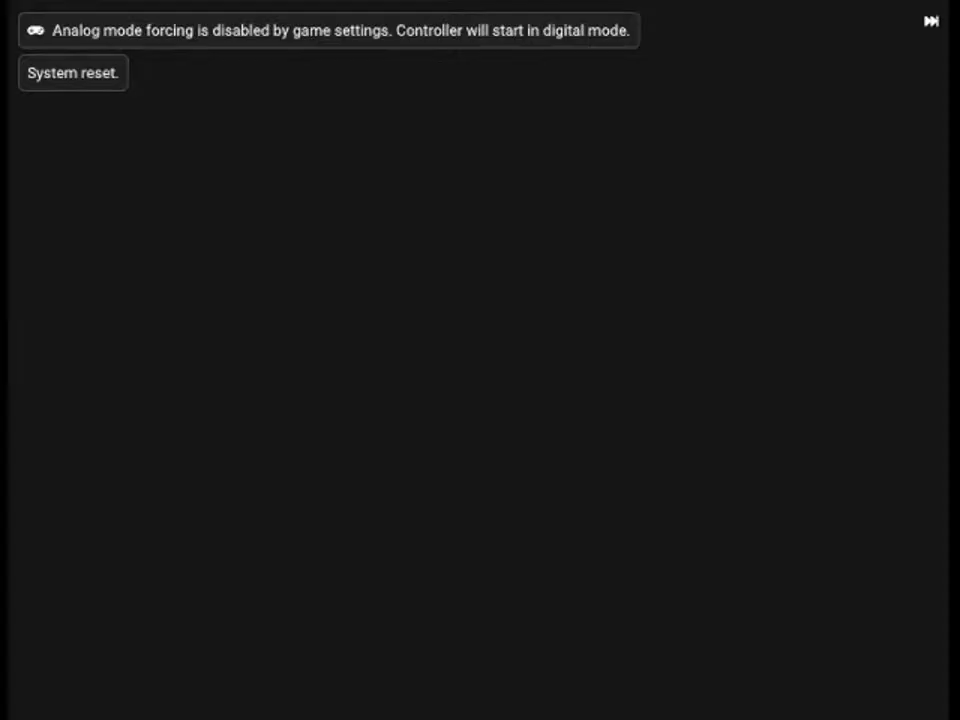 Analog mode forcing is disabled by game settings. Controller will start in digital mode.
System reset.